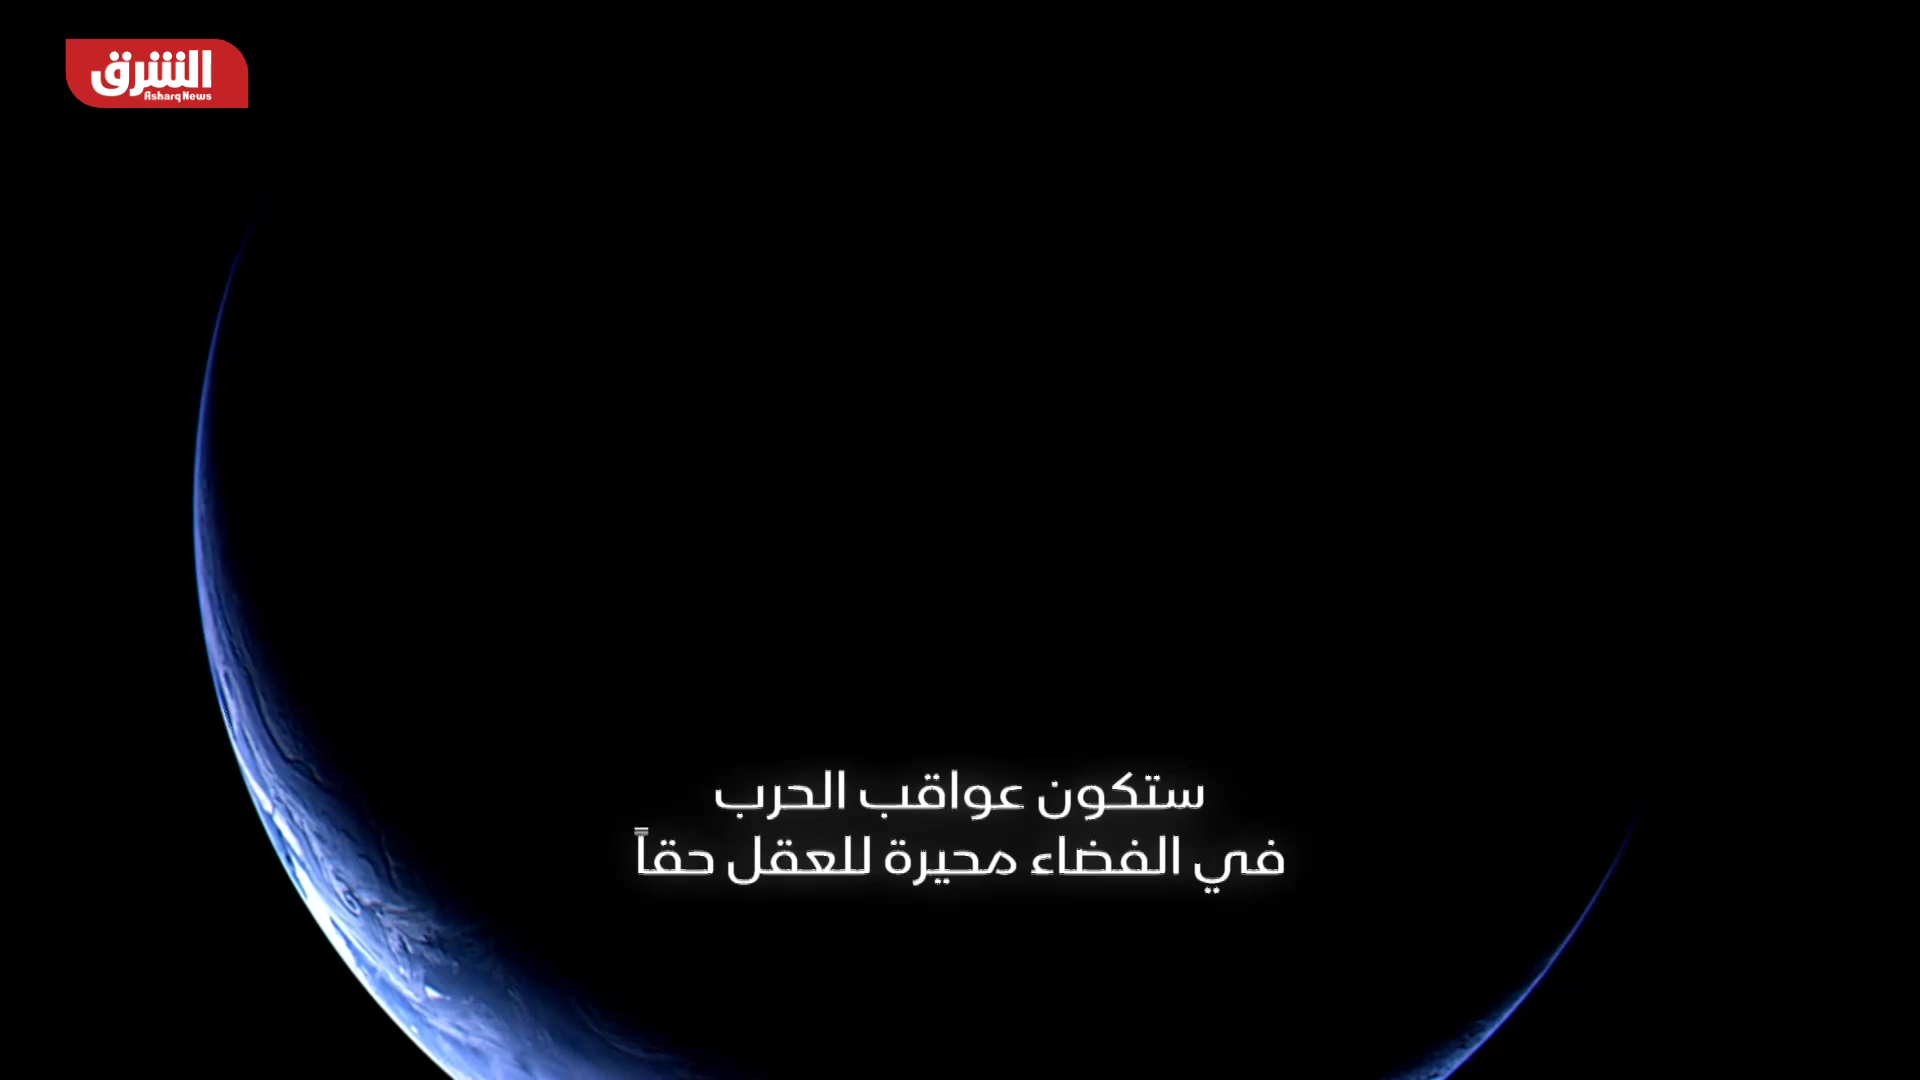 الشرق
Asharq News
ستكون عواقب الحرب
في الفضاء محيرة للعقل حقاً